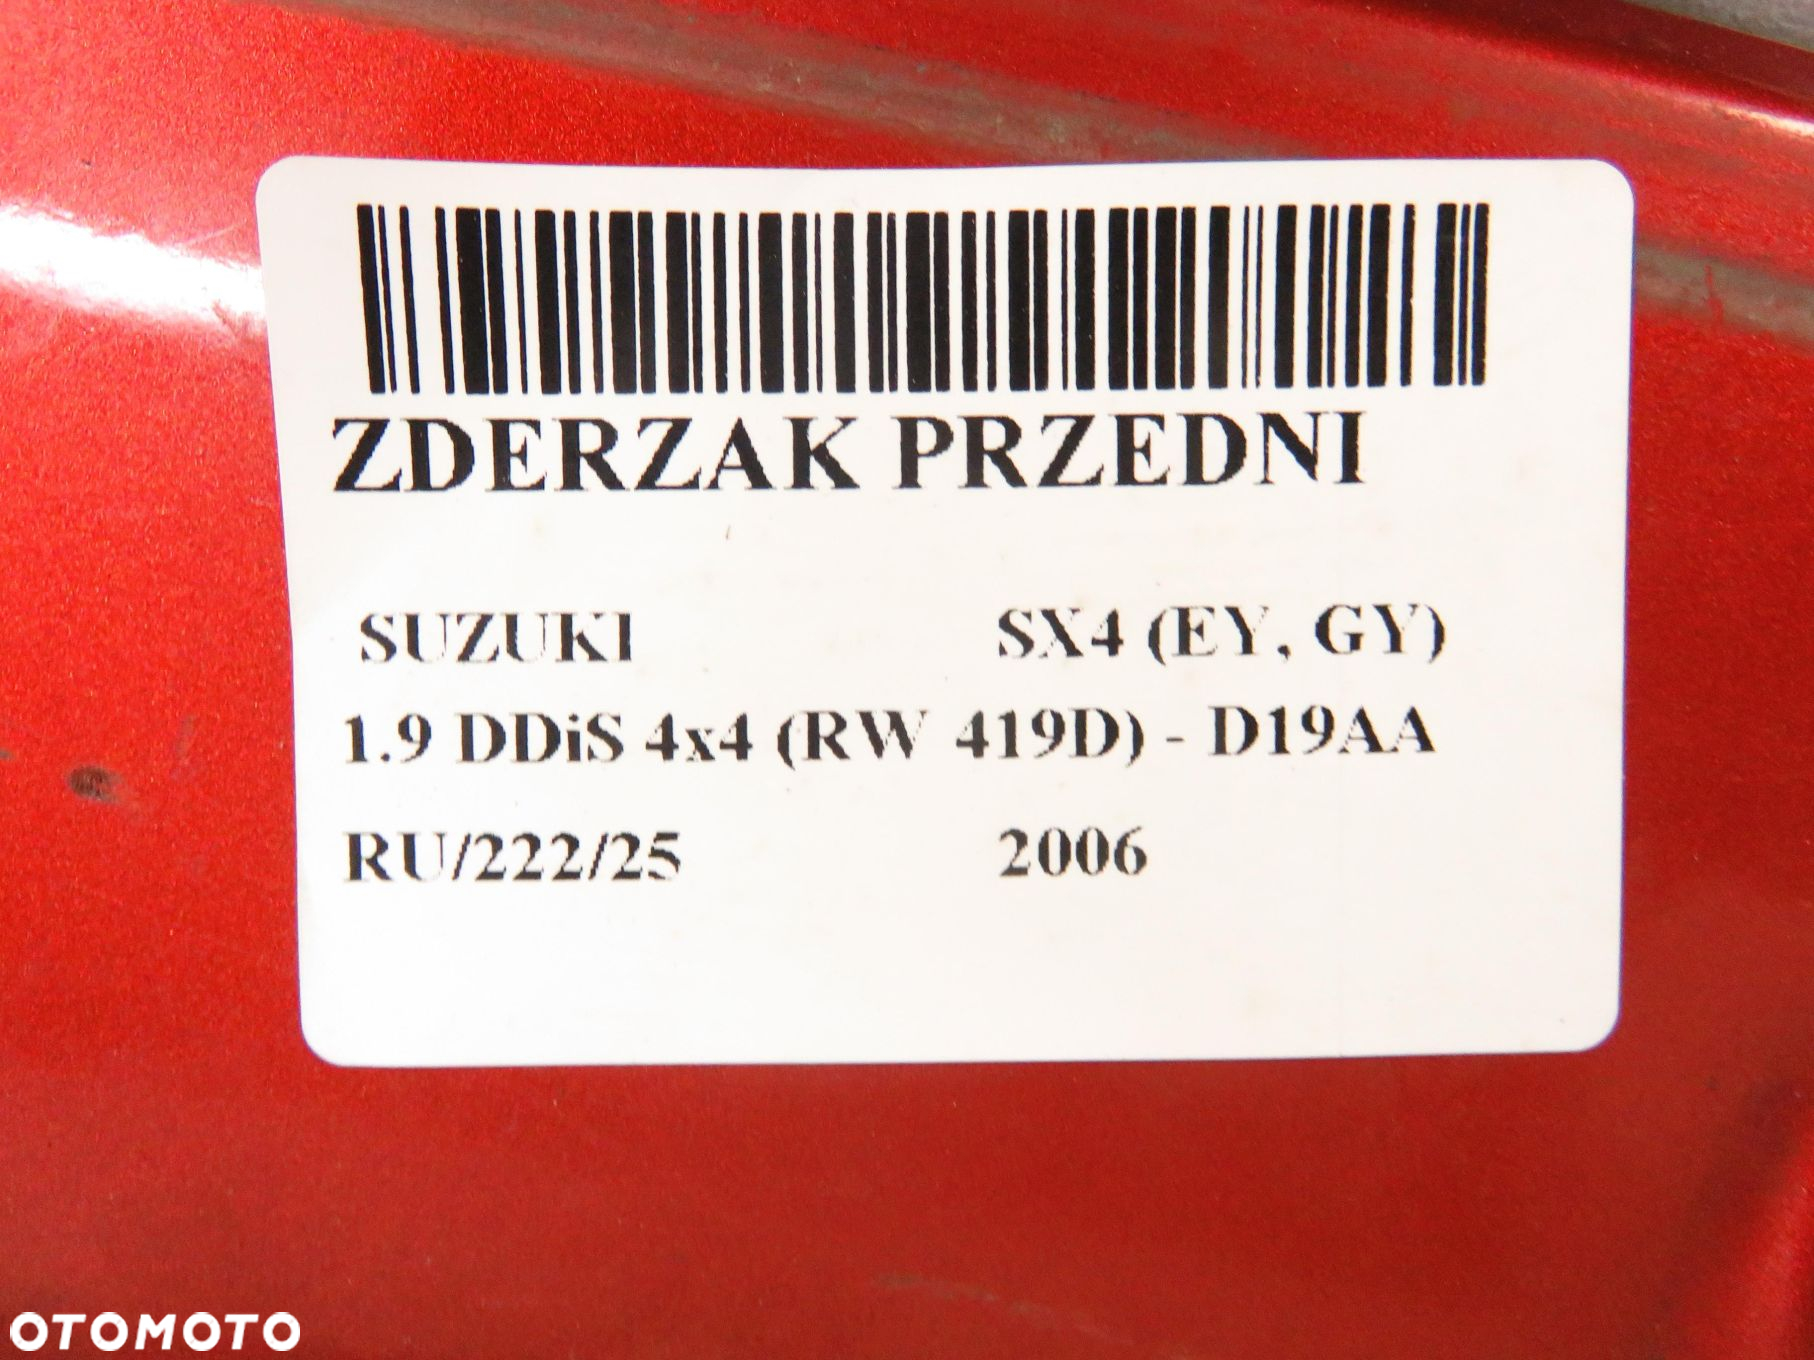 ZDERZAK PRZEDNI
SUZUKI SX4 (EY, GY)
1.9 DDiS 4x4 (RW 419D) - D19AA
RU/222/25 2006
OTOMOTO